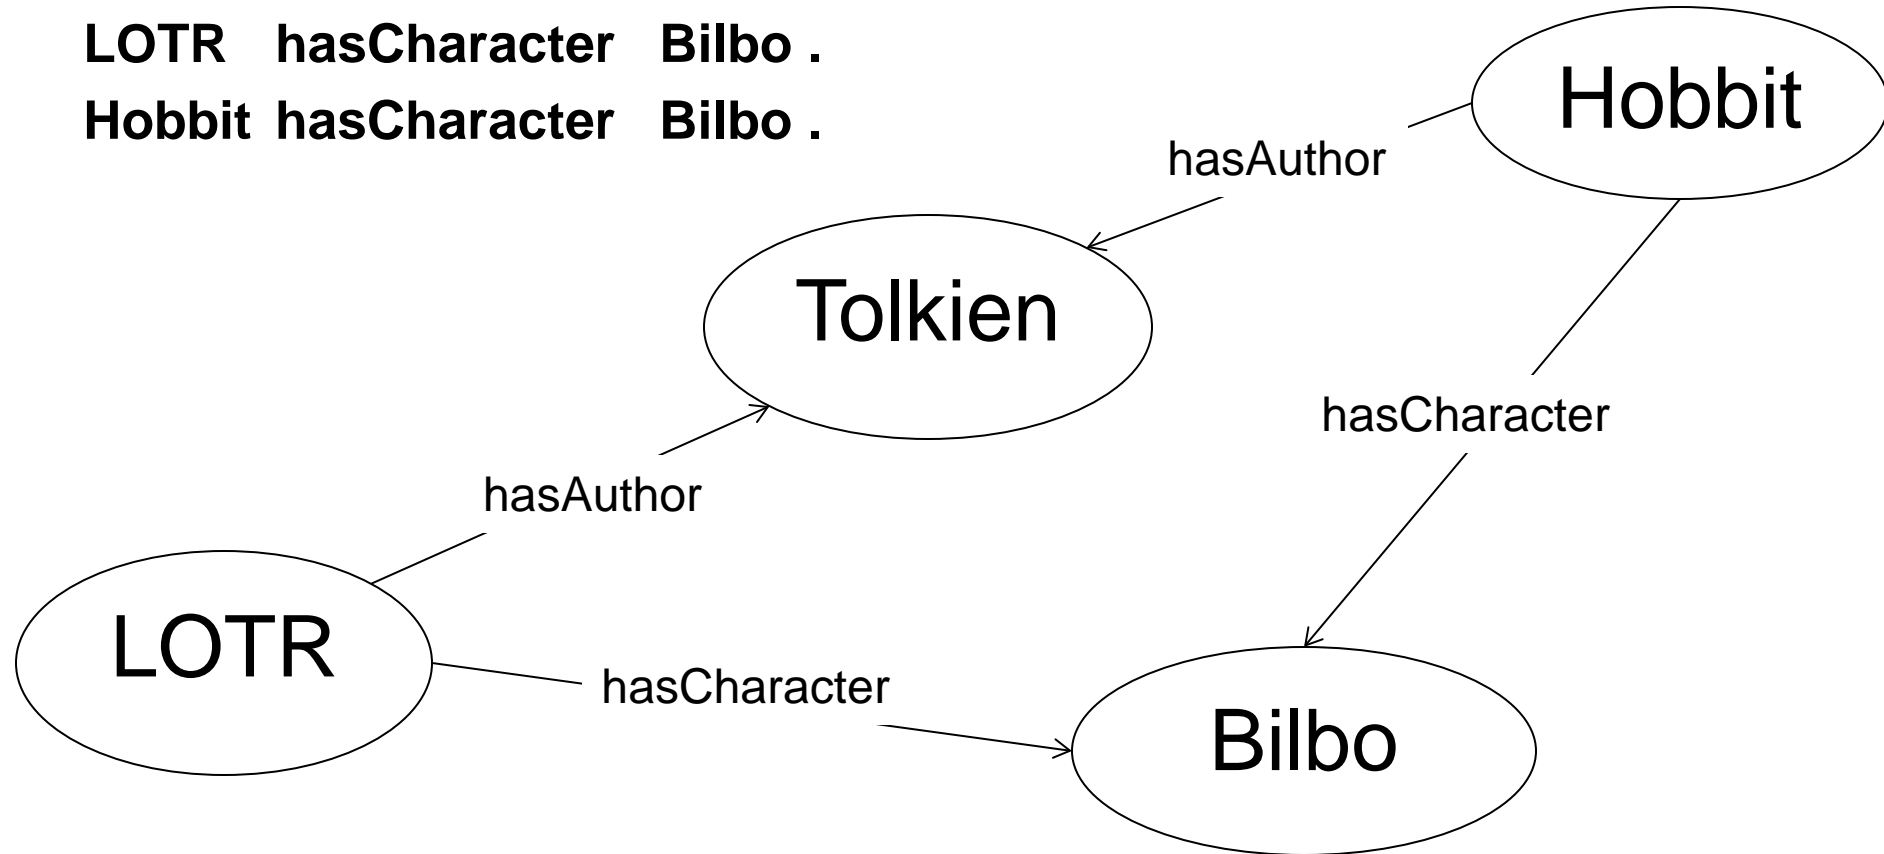 LOTR hasCharacter Bilbo .
Hobbit hasCharacter Bilbo .
Hobbit
hasAuthor
Tolkien
hasCharacter
hasAuthor
LOTR
hasCharacter
Bilbo